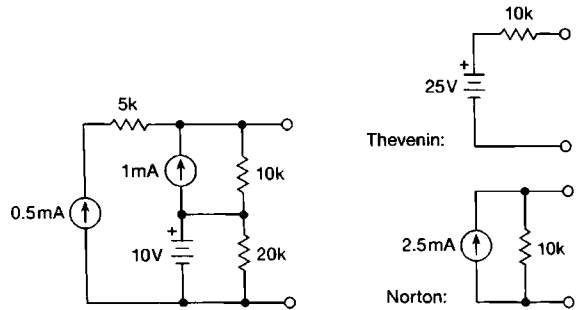 5k
1mA
10k
0.5mA
+
10V
20k
10k
+
25V
Thevenin:
2.5mA
10k
Norton: